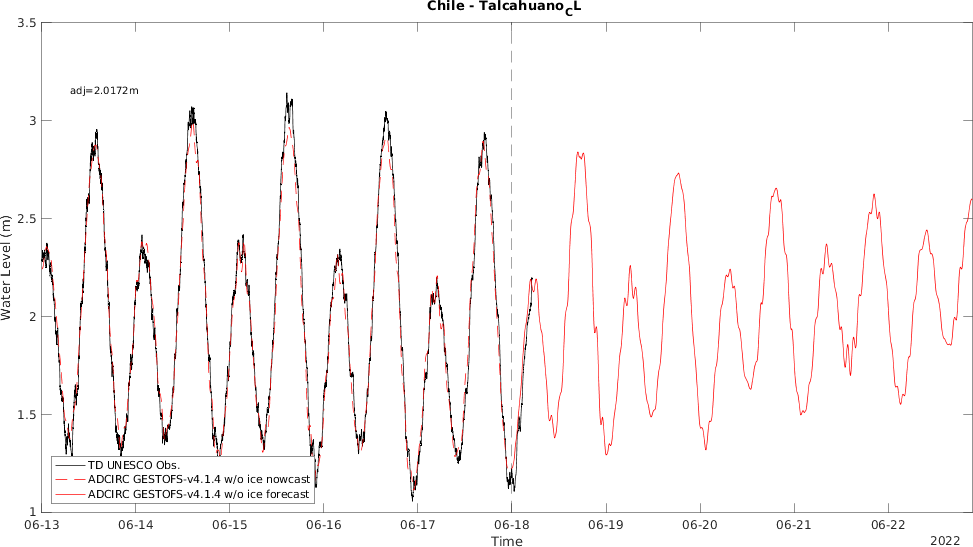 Chile - Talcahuano_CL
3.5
adj=2.0172m
3
2.5
Water Level (m)
2
1.5
TD UNESCO Obs.
ADCIRC GESTOFS-v4.1.4 w/o ice nowcast
ADCIRC GESTOFS-v4.1.4 w/o ice forecast
1
06-13 06-14 06-15 06-16 06-17 06-18 06-19 06-20 06-21 06-22
Time
2022